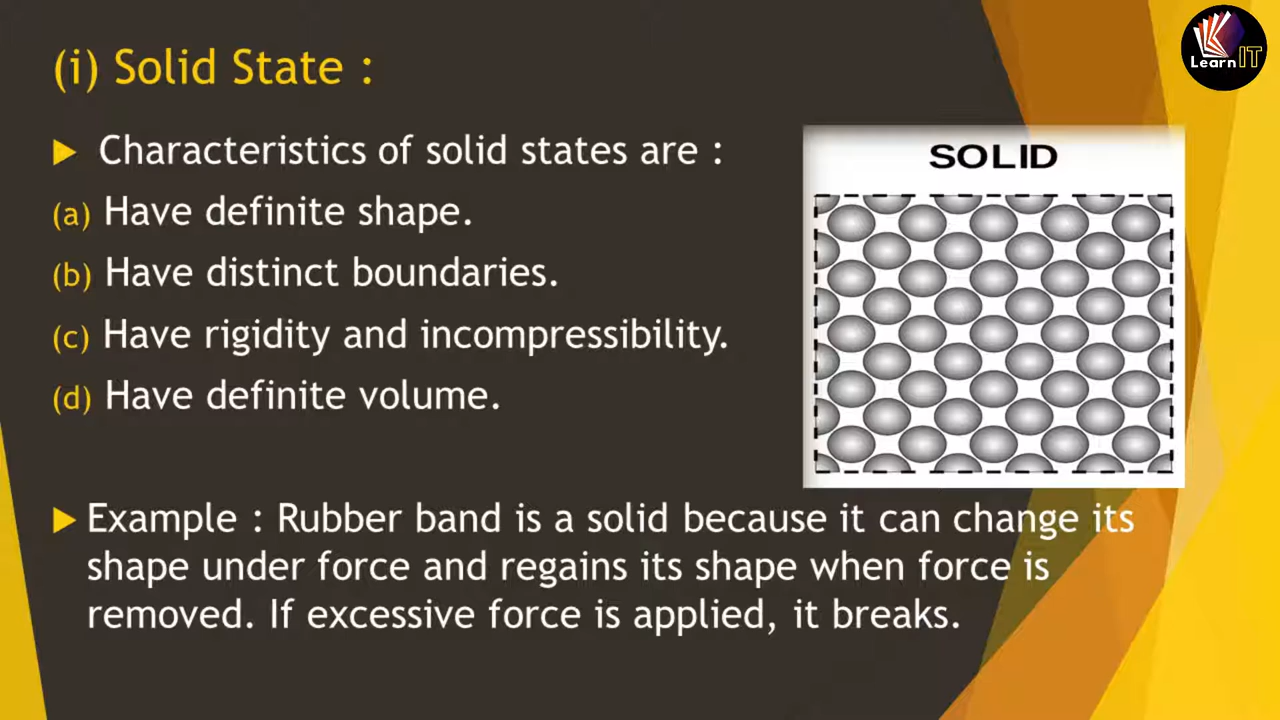 (i) Solid State :
Characteristics of solid states are :
(a) Have definite shape.
(b) Have distinct boundaries.
(c) Have rigidity and incompressibility.
(d) Have definite volume.
Example : Rubber band is a solid because it can change its
shape under force and regains its shape when force is
removed. If excessive force is applied, it breaks.
SOLID
Learn IT